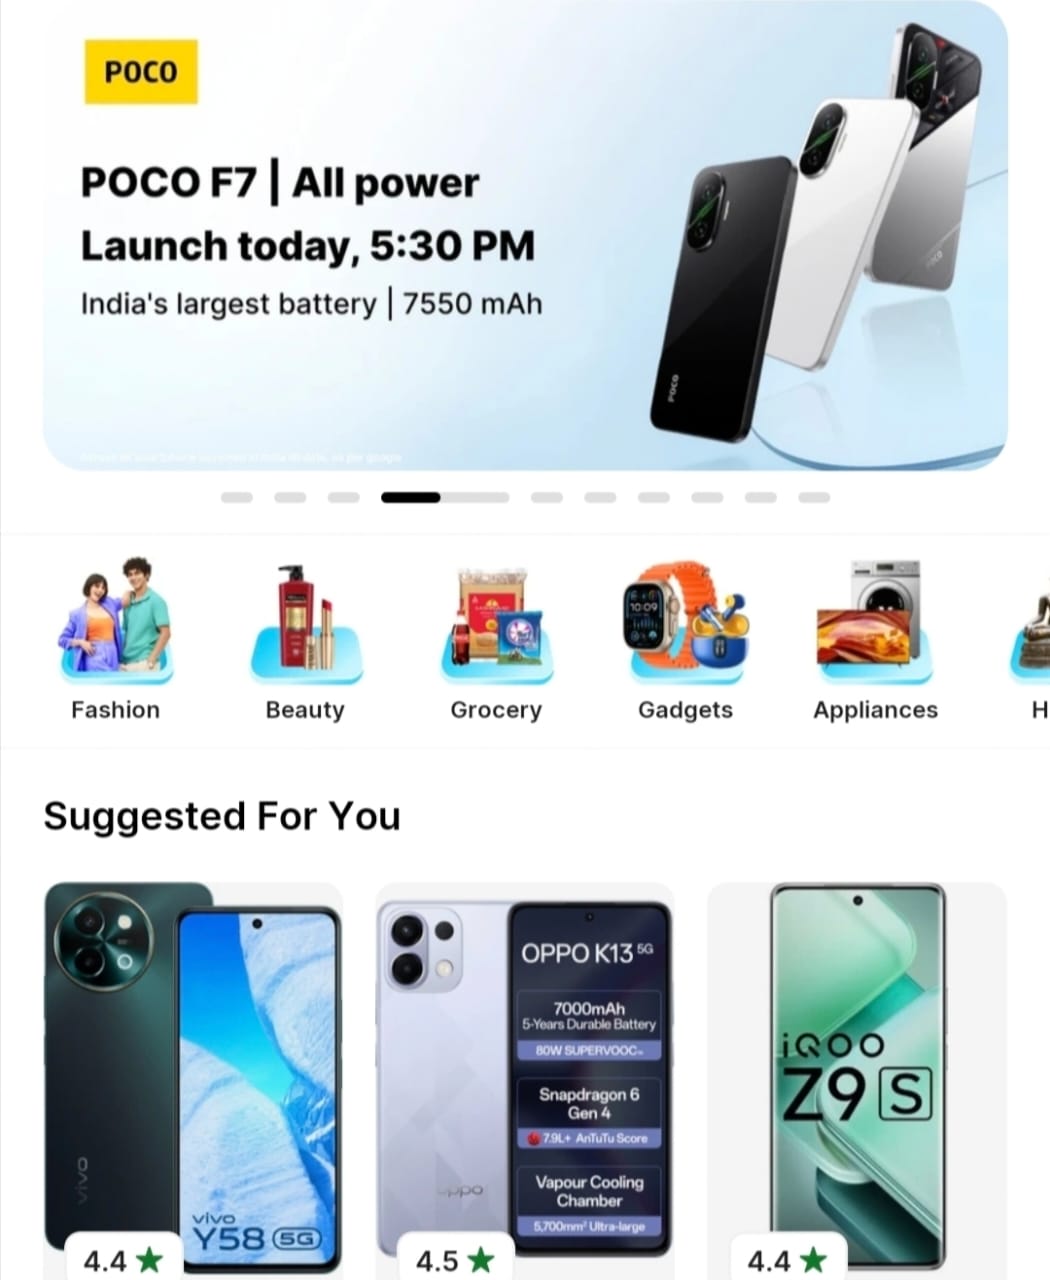 POCO
POCO F7 | All power
Launch today, 5:30 PM
India's largest battery | 7550 mAh
POCO
POCO
10:09
Fashion
Beauty
Grocery
Gadgets
Appliances
H
Suggested For You
vivo
vivo
Y58 5G
4.4
oppo
OPPO K13 5G
7000mAh
5-Years Durable Battery
80W SUPERVOOC
Snapdragon 6
Gen 4
7.9L+ AnTuTu Score
Vapour Cooling
Chamber
5,700mm² Ultra-large
4.5
iQOO
Z9 S
4.4